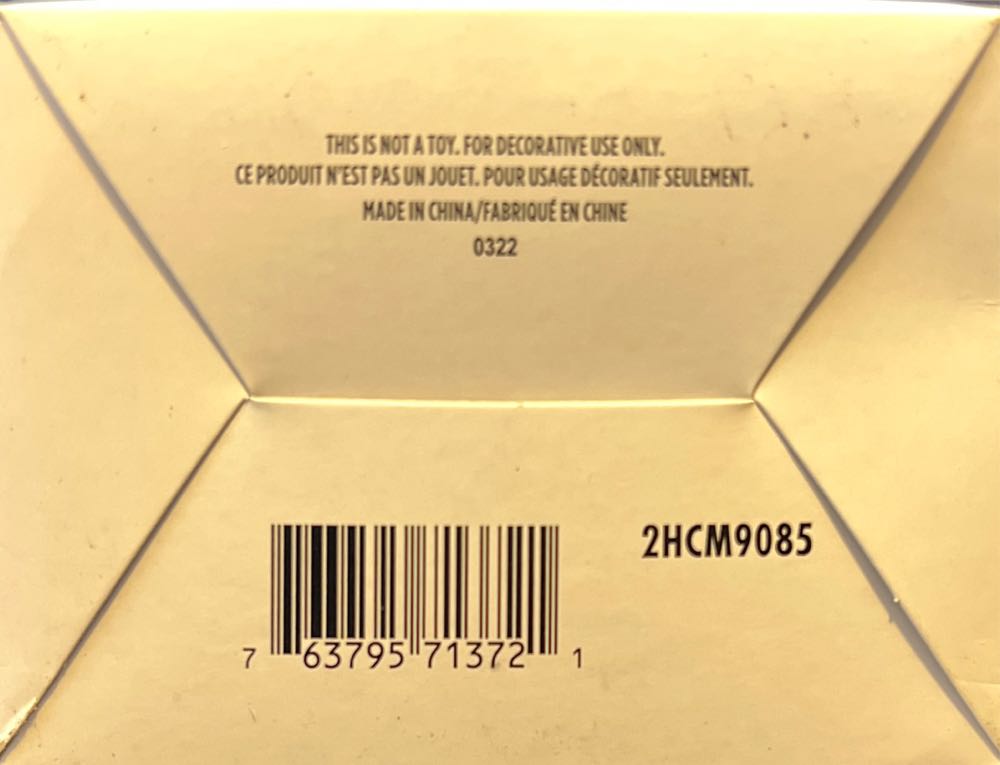 THIS IS NOT A TOY. FOR DECORATIVE USE ONLY.
CE PRODUIT N'EST PAS UN JOUET. POUR USAGE DÉCORATIF SEULEMENT.
MADE IN CHINA/FABRIQUÉ EN CHINE
0322
2HCM9085
7 63795 71372 1